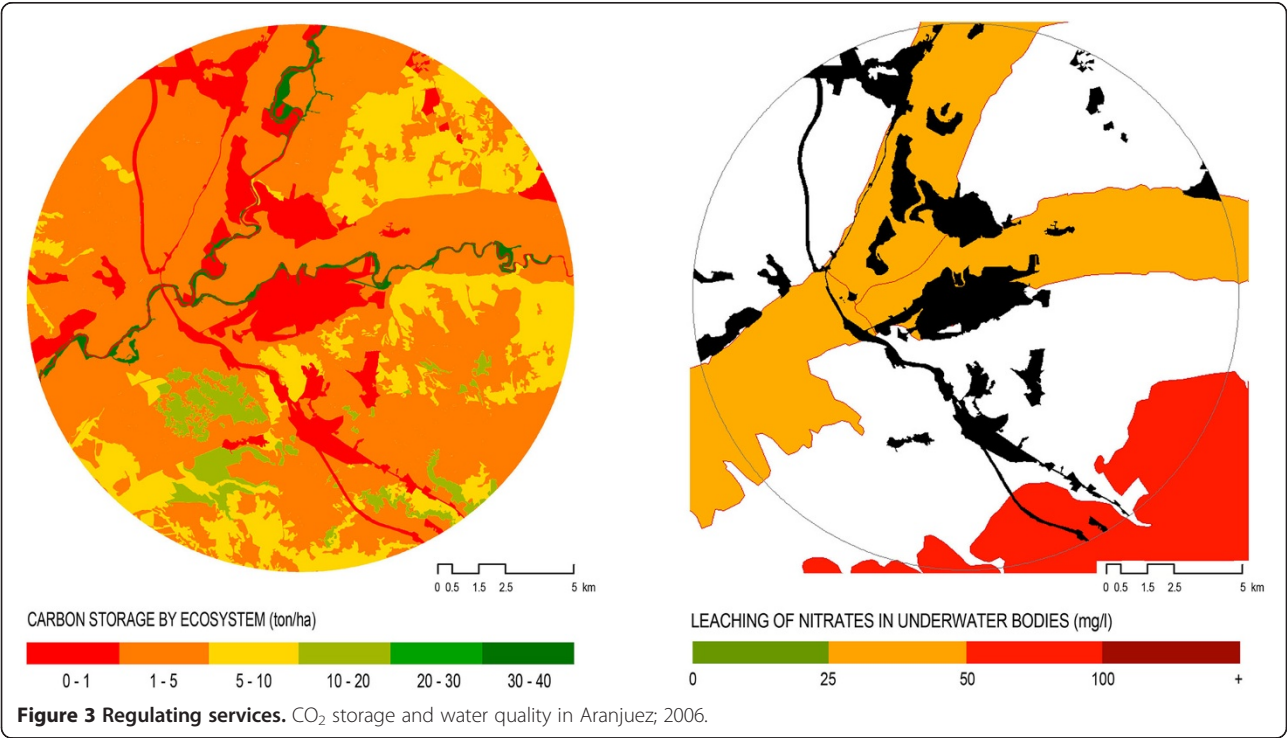 0 0.5 1.5 2.5 5 km
0 0.5 1.5 2.5 5 km
CARBON STORAGE BY ECOSYSTEM (ton/ha)
0 - 1 1 - 5 5 - 10 10 - 20 20 - 30 30 - 40
LEACHING OF NITRATES IN UNDERWATER BODIES (mg/l)
0 25 50 100 +
Figure 3 Regulating services. CO₂ storage and water quality in Aranjuez; 2006.